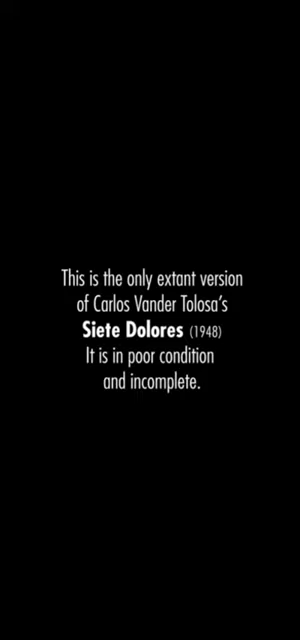 This is the only extant version
of Carlos Vander Tolosa's
Siete Dolores (1948)
It is in poor condition
and incomplete.